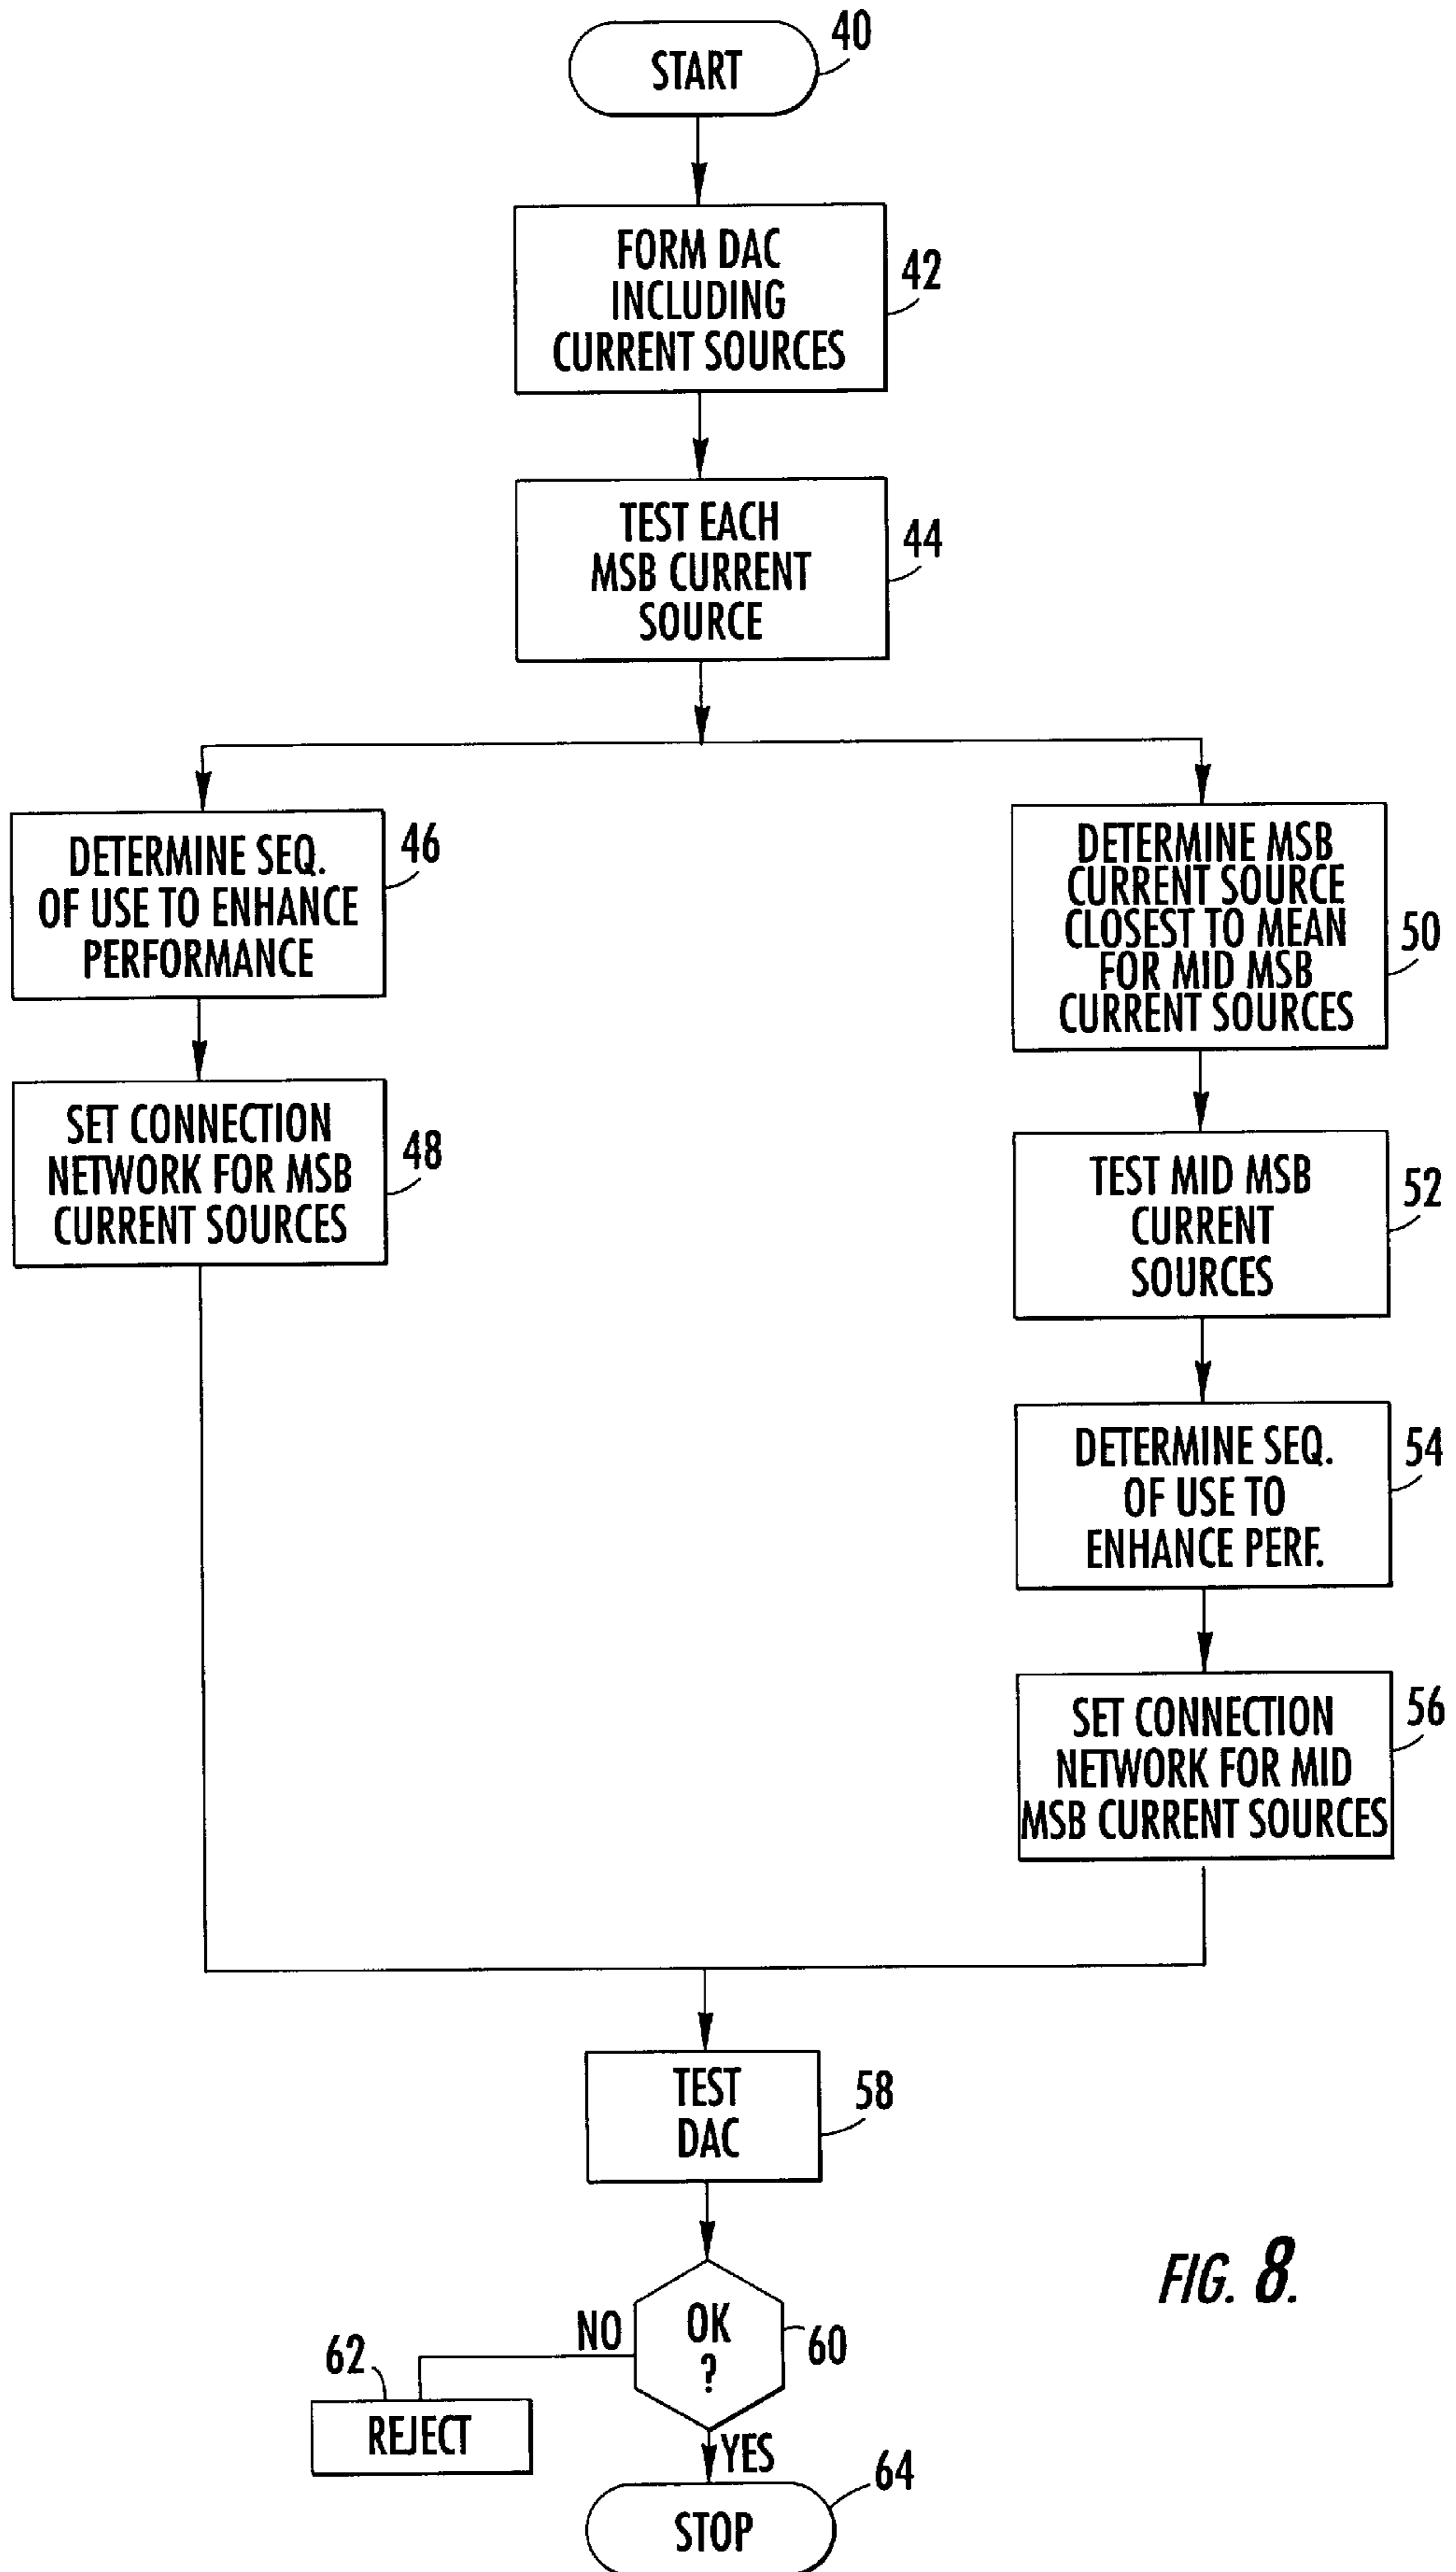 START
40
FORM DAC
INCLUDING
CURRENT SOURCES
42
TEST EACH
MSB CURRENT
SOURCE
44
DETERMINE SEQ.
OF USE TO ENHANCE
PERFORMANCE
46
SET CONNECTION
NETWORK FOR MSB
CURRENT SOURCES
48
DETERMINE MSB
CURRENT SOURCE
CLOSEST TO MEAN
FOR MID MSB
CURRENT SOURCES
50
TEST MID MSB
CURRENT
SOURCES
52
DETERMINE SEQ.
OF USE TO
ENHANCE PERF.
54
SET CONNECTION
NETWORK FOR MID
MSB CURRENT SOURCES
56
TEST
DAC
58
OK
?
60
NO
62
REJECT
YES
64
STOP
FIG. 8.